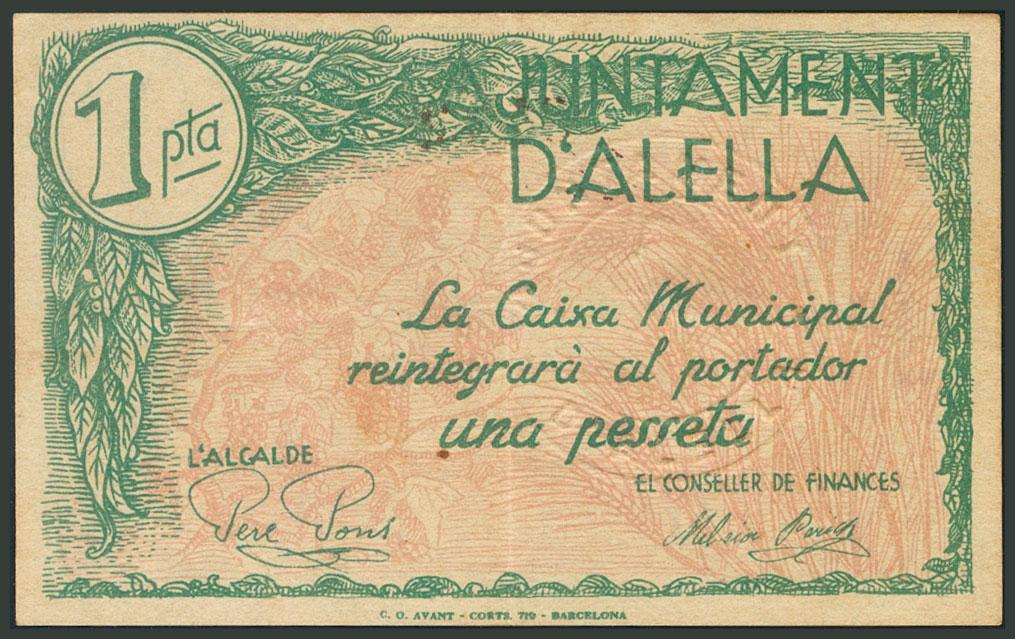 1 pta
AJUNTAMENT
D'ALELLA
La Caixa Municipal
reintegrarà al portador
una pesseta
L'ALCALDE
Pere Pons
EL CONSELLER DE FINANCES
C. O. AVANT - CORTS, 719 - BARCELONA